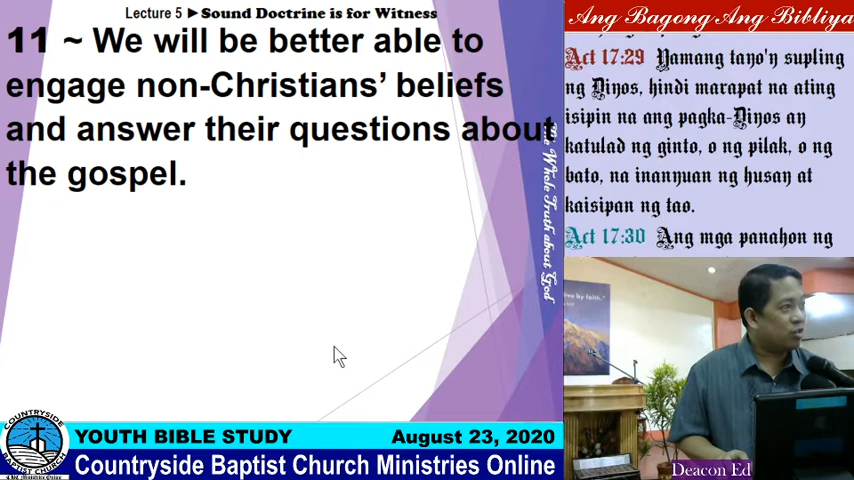 Lecture 5 ►Sound Doctrine is for Witness
11 ~ We will be better able to
engage non-Christians’ beliefs
and answer their questions about
the gospel.
The Whole Truth about God
Ang Bagong Ang Bibliya
Act 17:29 Yamang tayo'y supling
ng Diyos, hindi marapat na ating
isipin na ang pagka-Diyos ay
katulad ng ginto, o ng pilak, o ng
bato, na inanyuan ng husay at
kaisipan ng tao.
Act 17:30 Ang mga panahon ng
live by faith."
Deacon Ed
COUNTRYSIDE
BAPTIST CHURCH
YOUTH BIBLE STUDY August 23, 2020
Countryside Baptist Church Ministries Online